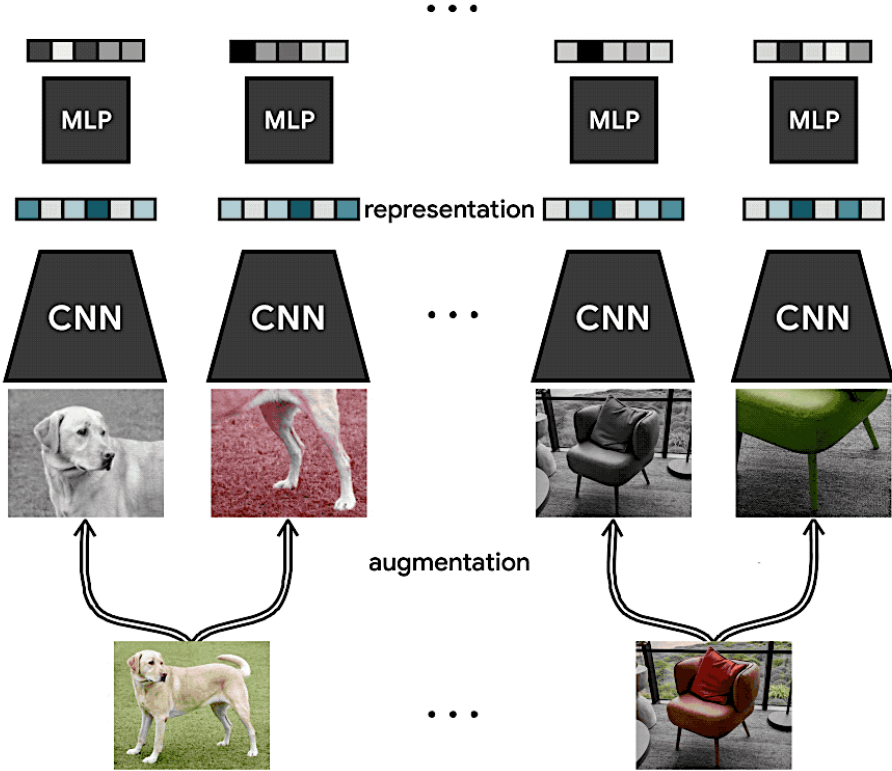 ...
MLP MLP MLP MLP
representation
CNN CNN ... CNN CNN
augmentation
...